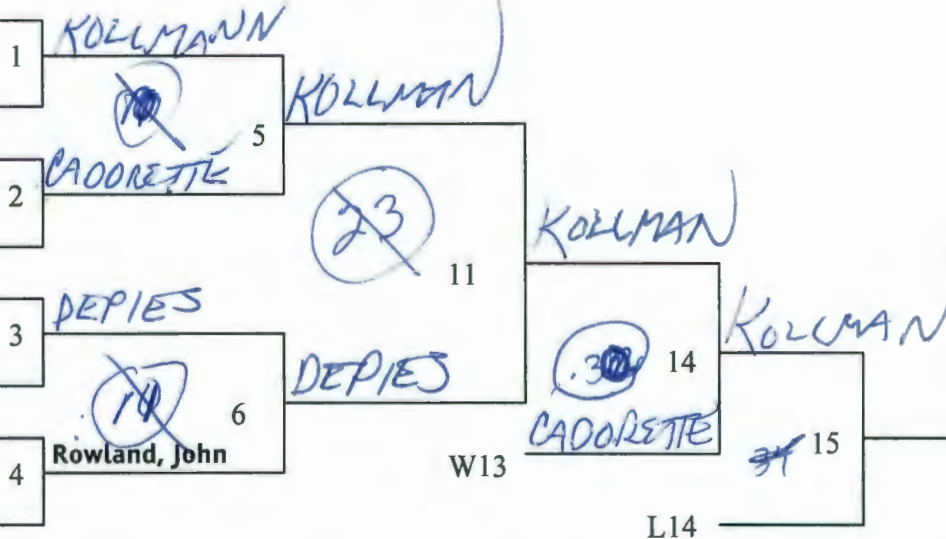 1 KOLLMANN
5 KOLLMAN
2 CADORETTE
23
11 KOLLMAN
3 DEPIES
14 KOLLMAN
6 DEPIES
CADORETTE
15
4 Rowland, John
W13
L14